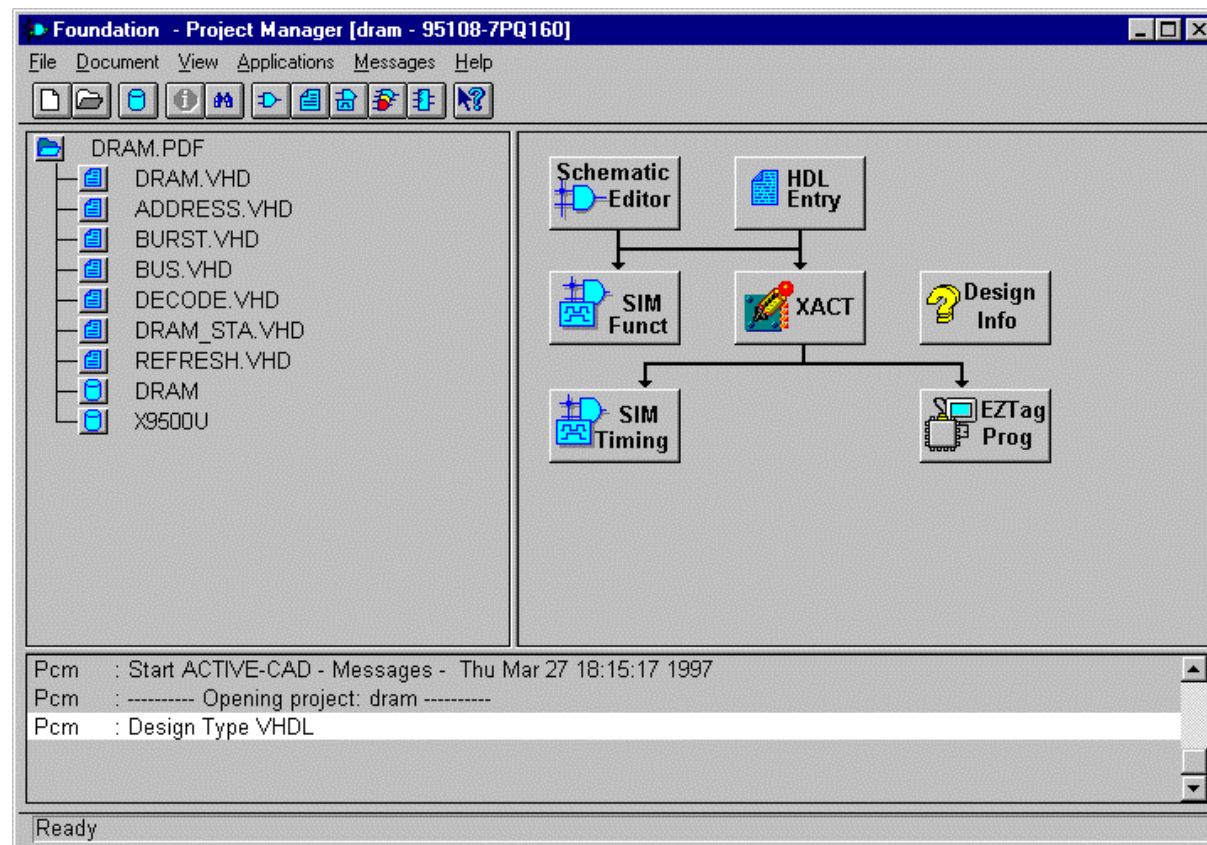 Foundation - Project Manager [dram - 95108-7PQ160]
File Document View Applications Messages Help
DRAM.PDF
DRAM.VHD
ADDRESS.VHD
BURST.VHD
BUS.VHD
DECODE.VHD
DRAM_STA.VHD
REFRESH.VHD
DRAM
X9500U
Schematic
Editor
HDL
Entry
SIM
Funct
XACT
Design
Info
SIM
Timing
EZTag
Prog
Pcm : Start ACTIVE-CAD - Messages - Thu Mar 27 18:15:17 1997
Pcm : ---------- Opening project: dram ----------
Pcm : Design Type VHDL
Ready